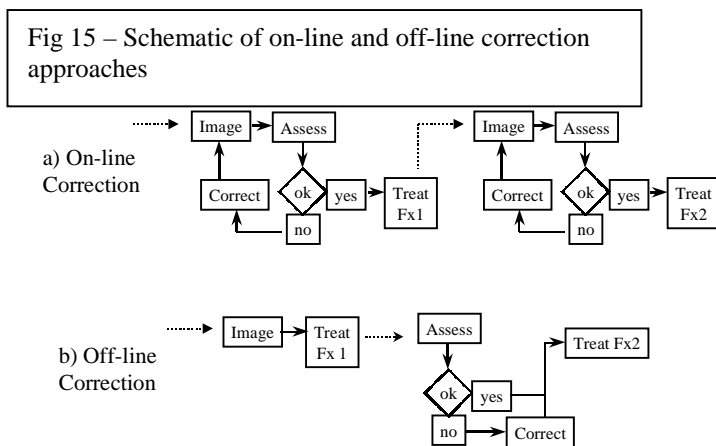 Fig 15 – Schematic of on-line and off-line correction
approaches
a) On-line
Correction
Image
Assess
Correct
ok
yes
no
Treat
Fx1
Image
Assess
Correct
ok
yes
no
Treat
Fx2
b) Off-line
Correction
Image
Treat
Fx 1
Assess
ok
yes
no
Correct
Treat Fx2